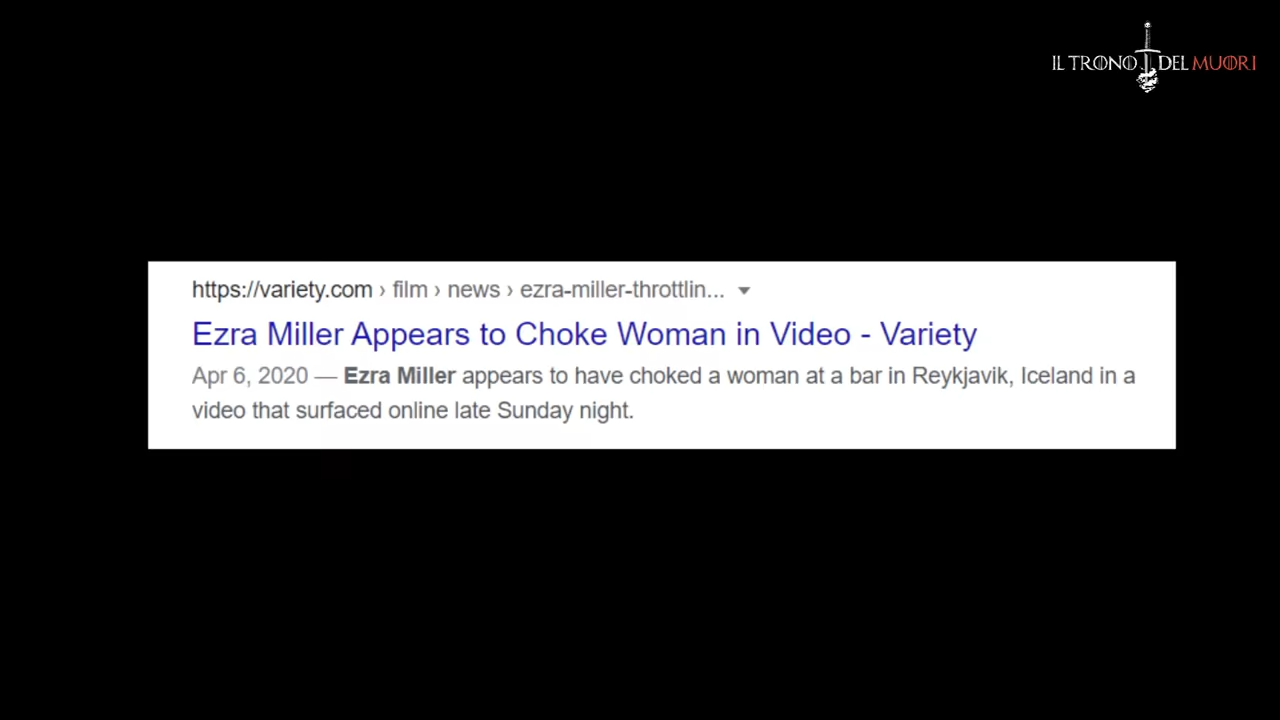 IL TRONO DEL MUORI
https://variety.com › film › news › ezra-miller-throttlin...
Ezra Miller Appears to Choke Woman in Video - Variety
Apr 6, 2020 — Ezra Miller appears to have choked a woman at a bar in Reykjavik, Iceland in a
video that surfaced online late Sunday night.